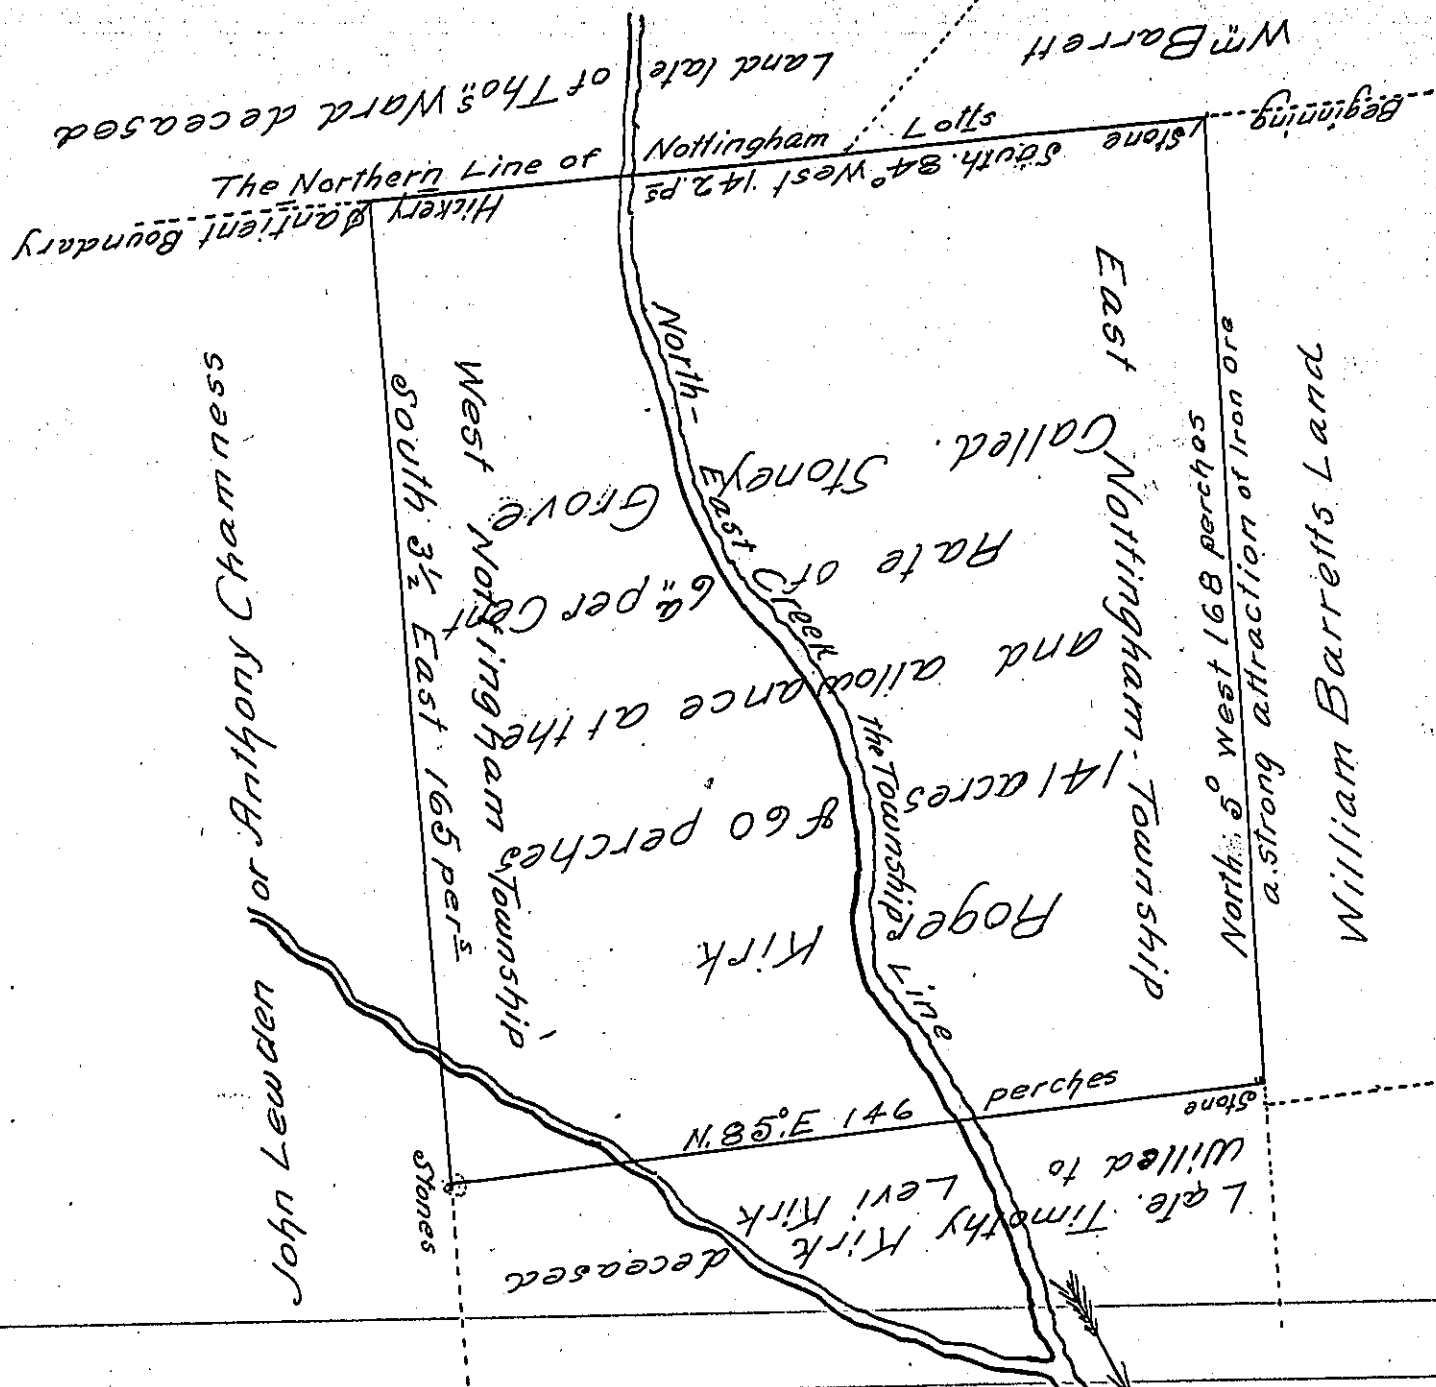 Wm Barrett
Land late of Thos Ward deceased
Beginning
The Northern Line of Nottingham Lotts
Stone
South. 84° West 142 Ps
Hickery
antient Boundary
East Nottingham-Township
North. 5° West 168 perches
a strong attraction of Iron ore
William Barretts Land
North-East Creek the Township Line
West Nottingham Township
South 3½ East 165 pers
John Lewden or Anthony Chamness
Roger Kirk
141 acres & 60 perches
and allowance at the
Rate of 6a per Cent
Called. Stoney Grove
N.85°.E. 146 perches
Stone
Stones
Late. Timothy Kirk deceased
Willed to Levi Kirk